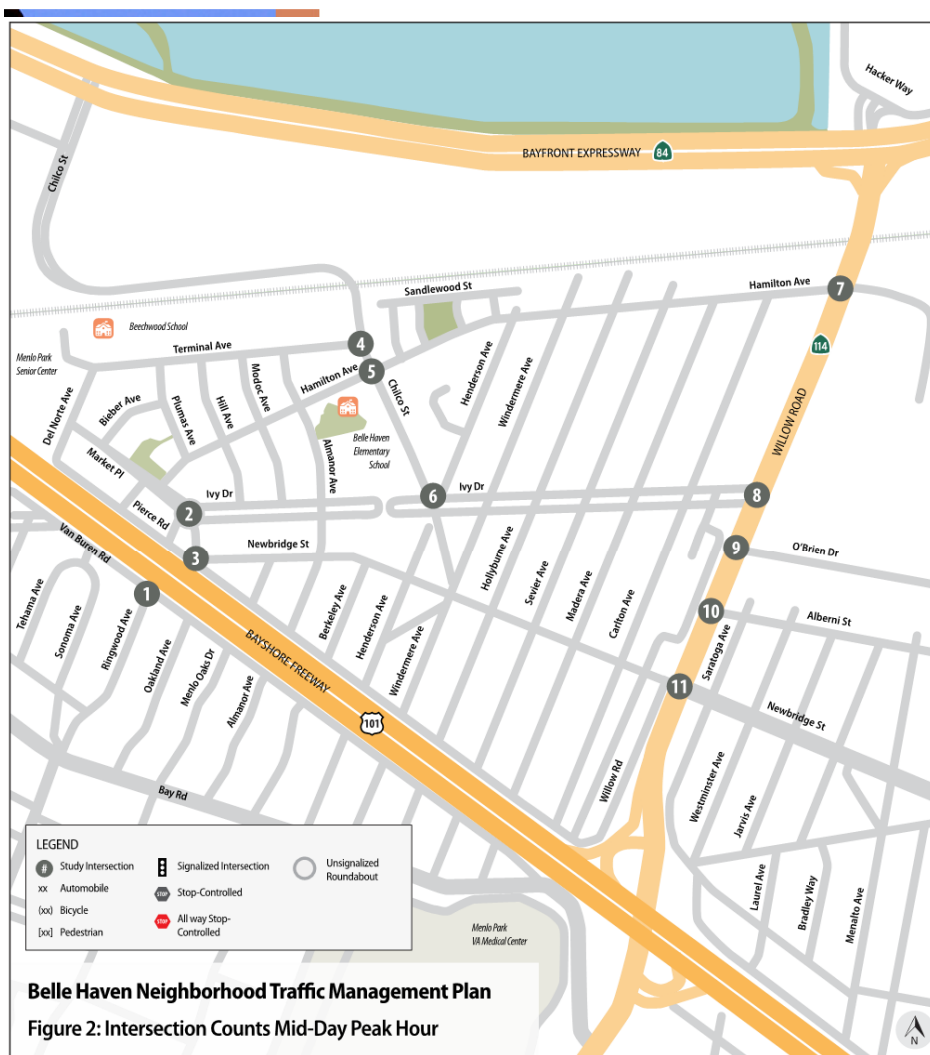 Hacker Way
BAYFRONT EXPRESSWAY
84
Chilco St
Sandlewood St
Hamilton Ave
7
Beechwood School
4
114
Terminal Ave
Menlo Park
Senior Center
5
Hamilton Ave
Chilco St
Henderson Ave
Windermere Ave
WILLOW ROAD
Modoc Ave
Hill Ave
Plumas Ave
Bieber Ave
Del Norte Ave
Belle Haven
Elementary
School
Almanor Ave
Market Pl
Ivy Dr
6
Ivy Dr
8
2
Pierce Rd
Newbridge St
3
Van Buren Rd
9
O'Brien Dr
Hollyburne Ave
Sevier Ave
Madera Ave
Carlton Ave
1
Tehama Ave
Sonoma Ave
Ringwood Ave
Oakland Ave
Menlo Oaks Dr
Almanor Ave
Berkeley Ave
Henderson Ave
Windermere Ave
10
Alberni St
Saratoga Ave
11
Newbridge St
BAYSHORE FREEWAY
101
Bay Rd
Willow Rd
Westminster Ave
Jarvis Ave
Laurel Ave
Bradley Way
Menalto Ave
LEGEND
# Study Intersection
xx Automobile
(xx) Bicycle
[xx] Pedestrian
Signalized Intersection
STOP Stop-Controlled
STOP All way Stop-
Controlled
Unsignalized
Roundabout
Menlo Park
VA Medical Center
Belle Haven Neighborhood Traffic Management Plan
Figure 2: Intersection Counts Mid-Day Peak Hour
N